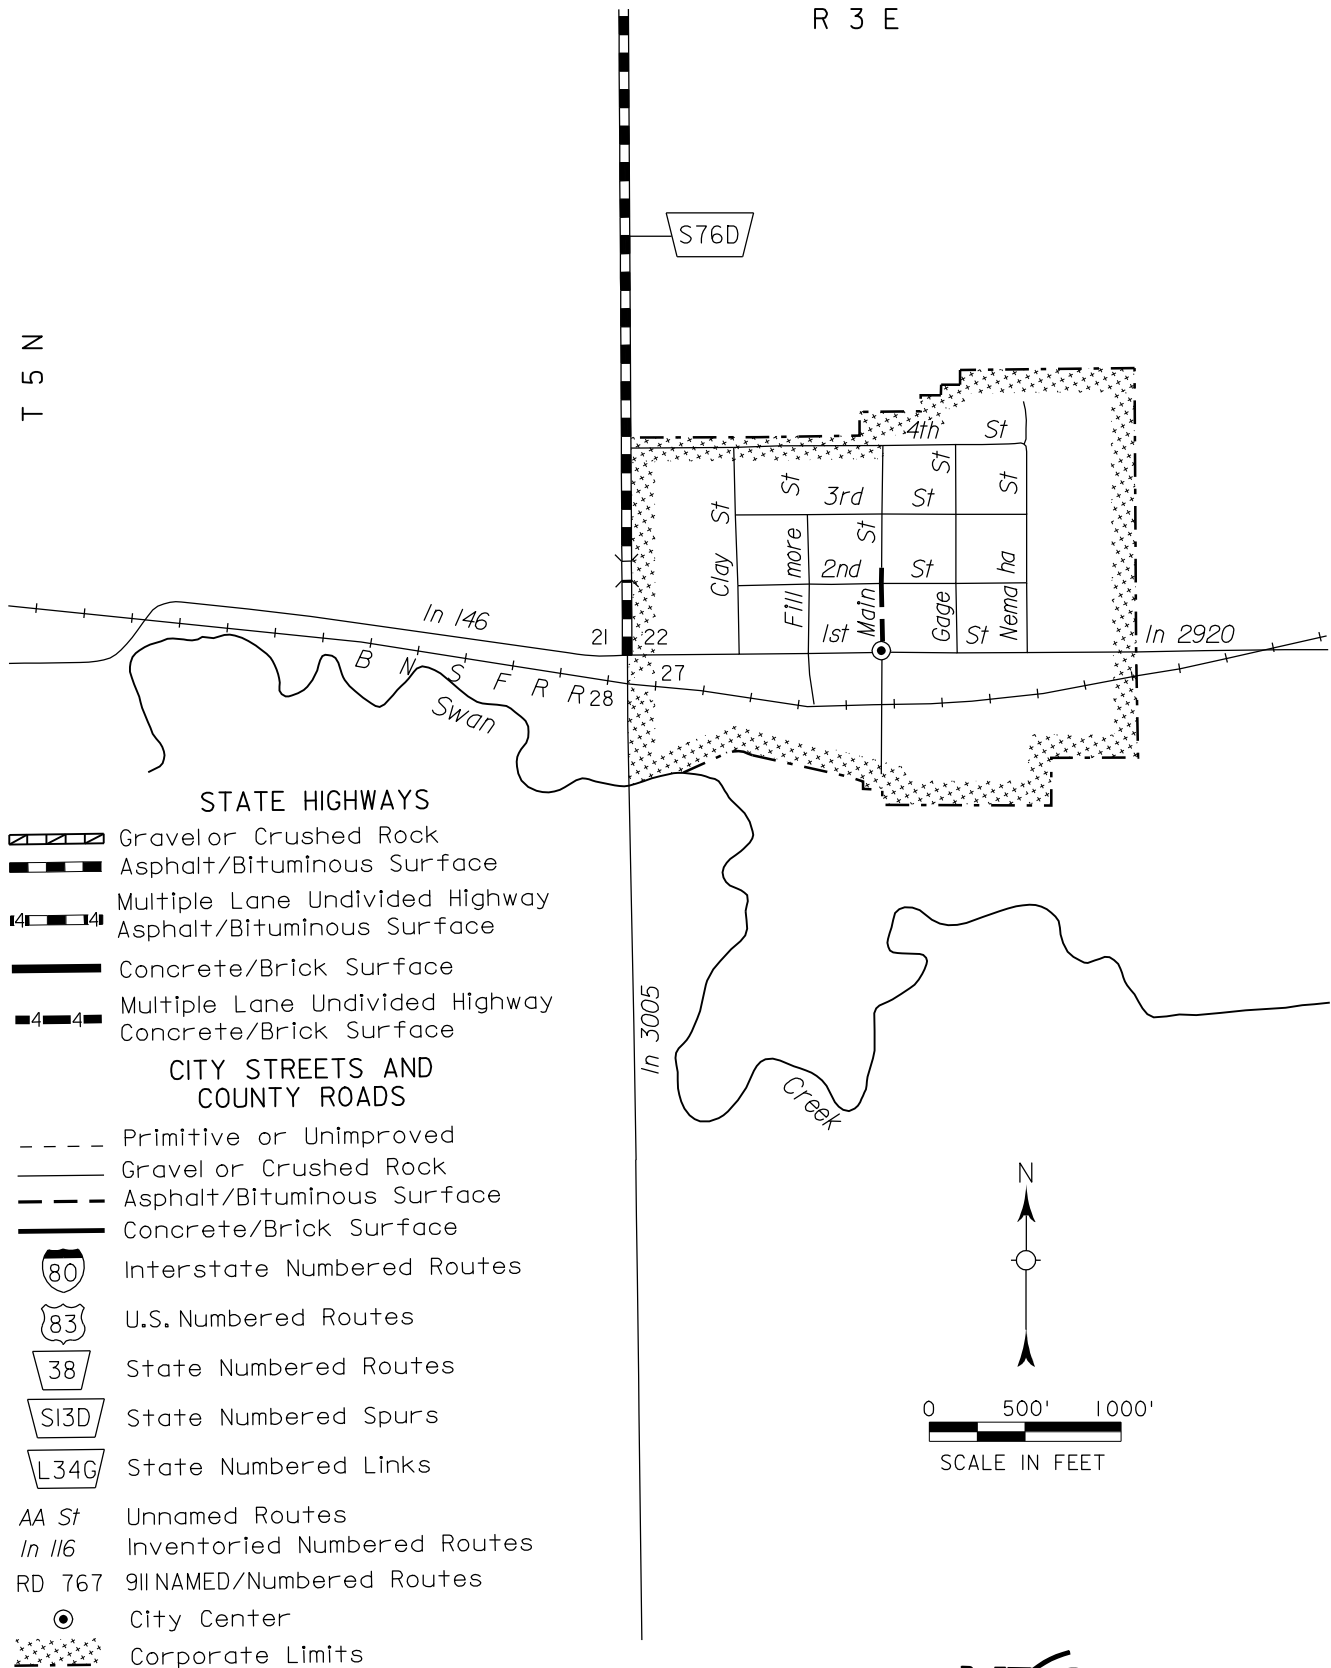 R 3 E
S76D
T 5 N
4th St
St
St
St
3rd St
St
St
Clay
Fill more
2nd St
Main
Gage
Nema ha
1st St
In 146
21 22
In 2920
B N S F R R
27
28
Swan
STATE HIGHWAYS
Gravel or Crushed Rock
Asphalt/Bituminous Surface
4 4 Multiple Lane Undivided Highway
Asphalt/Bituminous Surface
Concrete/Brick Surface
4 4 Multiple Lane Undivided Highway
Concrete/Brick Surface
In 3005
Creek
CITY STREETS AND
COUNTY ROADS
Primitive or Unimproved
Gravel or Crushed Rock
Asphalt/Bituminous Surface
Concrete/Brick Surface
80 Interstate Numbered Routes
83 U.S. Numbered Routes
38 State Numbered Routes
S13D State Numbered Spurs
L34G State Numbered Links
AA St Unnamed Routes
In 116 Inventoried Numbered Routes
RD 767 911 NAMED/Numbered Routes
City Center
Corporate Limits
N
0 500' 1000'
SCALE IN FEET